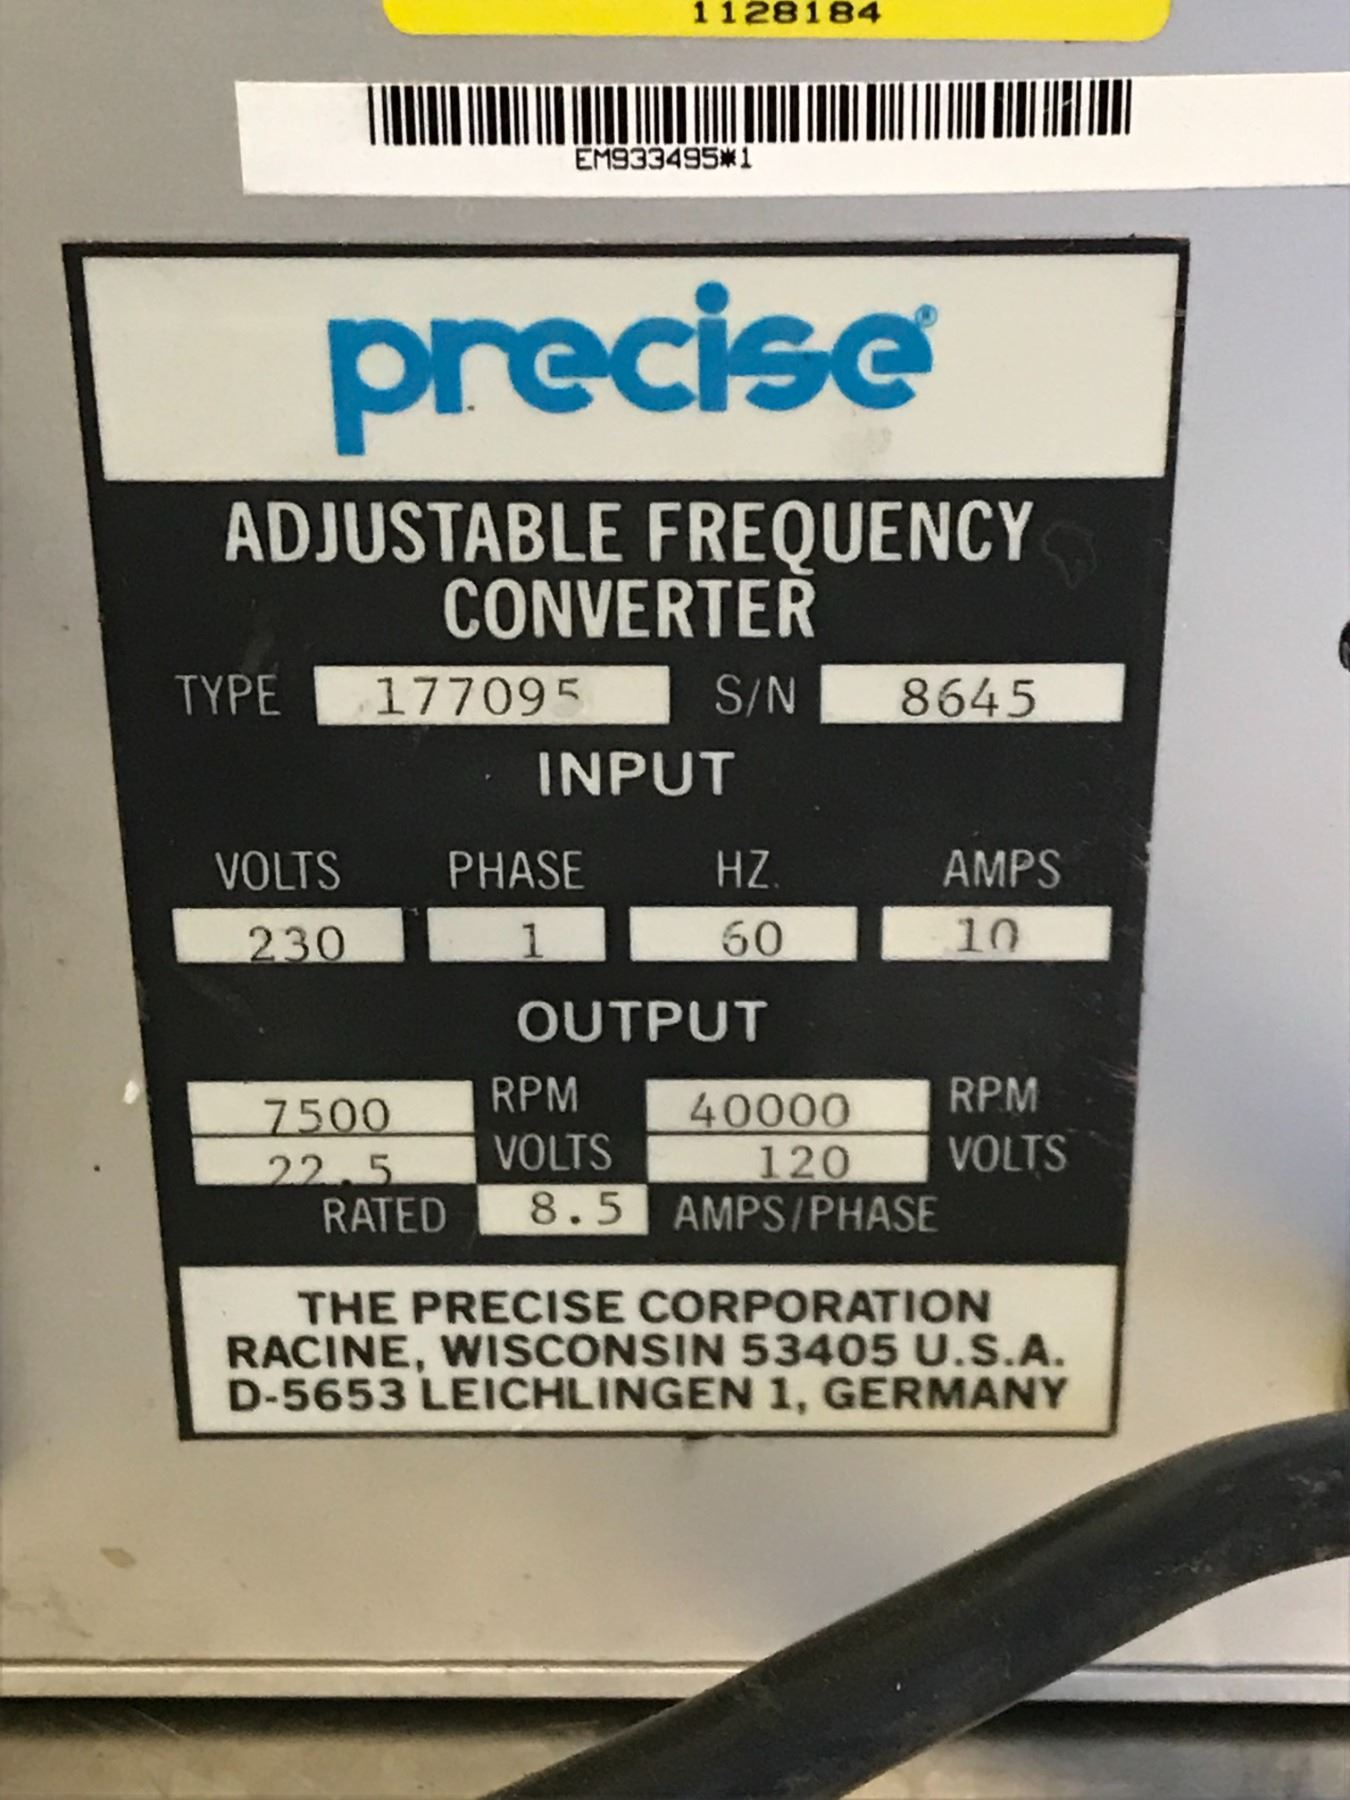 1128184
EM933495*1
precise®
ADJUSTABLE FREQUENCY
CONVERTER
TYPE 177095 S/N 8645
INPUT
VOLTS PHASE HZ. AMPS
230 1 60 10
OUTPUT
7500 RPM 40000 RPM
22.5 VOLTS 120 VOLTS
RATED 8.5 AMPS/PHASE
THE PRECISE CORPORATION
RACINE, WISCONSIN 53405 U.S.A.
D-5653 LEICHLINGEN 1, GERMANY